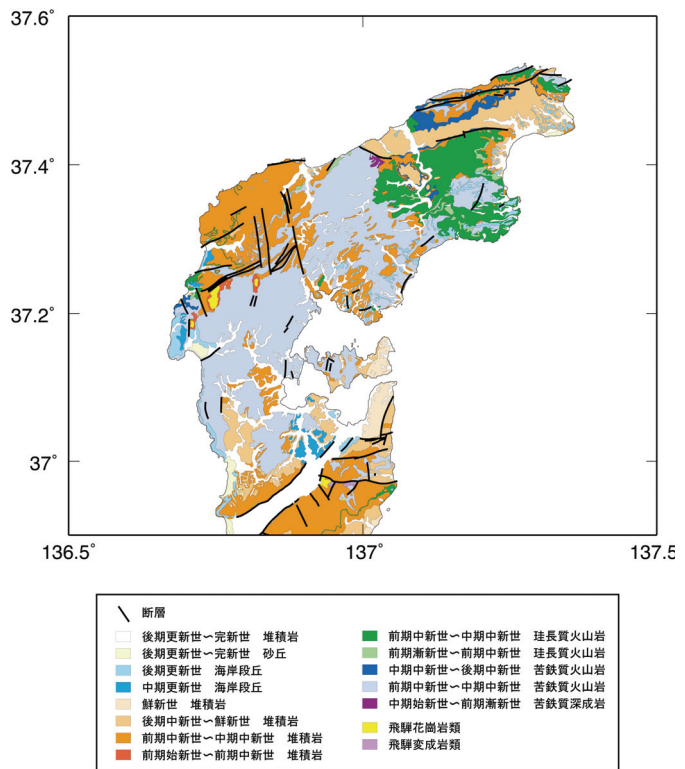 37.6°
37.4°
37.2°
37°
136.5°
137°
137.5°
断層
後期更新世〜完新世　堆積岩
後期更新世〜完新世　砂丘
後期更新世　海岸段丘
中期更新世　海岸段丘
鮮新世　堆積岩
後期中新世〜鮮新世　堆積岩
前期中新世〜中期中新世　堆積岩
前期始新世〜前期中新世　堆積岩
前期中新世〜中期中新世　珪長質火山岩
前期漸新世〜前期中新世　珪長質火山岩
中期中新世〜後期中新世　苦鉄質火山岩
前期中新世〜中期中新世　苦鉄質火山岩
中期始新世〜前期漸新世　苦鉄質深成岩
飛騨花崗岩類
飛騨変成岩類